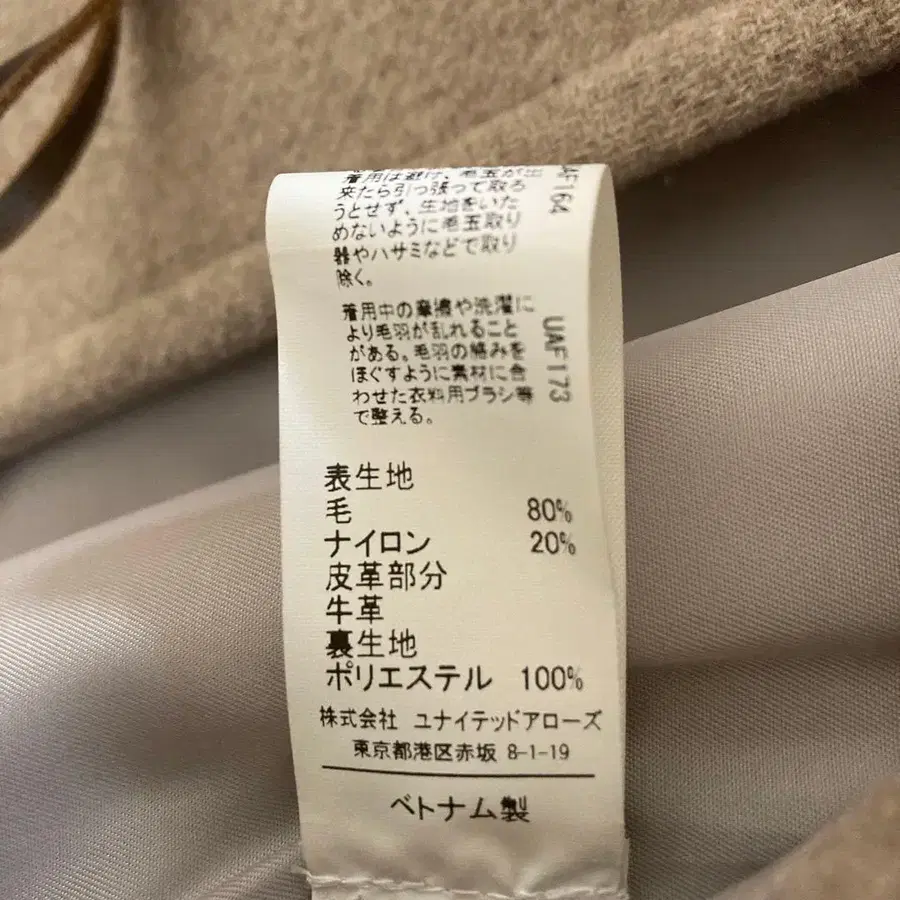 着用は避け、毛玉が出
来たら引っ張って取ろ
うとせず、生地をいた
めないように毛玉取り
器やハサミなどで取り
除く。
AF164
着用中の摩擦や洗濯に
より毛羽が乱れること
がある。毛羽の絡みを
ほぐすように素材に合
わせた衣料用ブラシ等
で整える。
UAF173
表生地
毛 80%
ナイロン 20%
皮革部分
牛革
裏生地
ポリエステル 100%
株式会社 ユナイテッドアローズ
東京都港区赤坂 8-1-19
ベトナム製